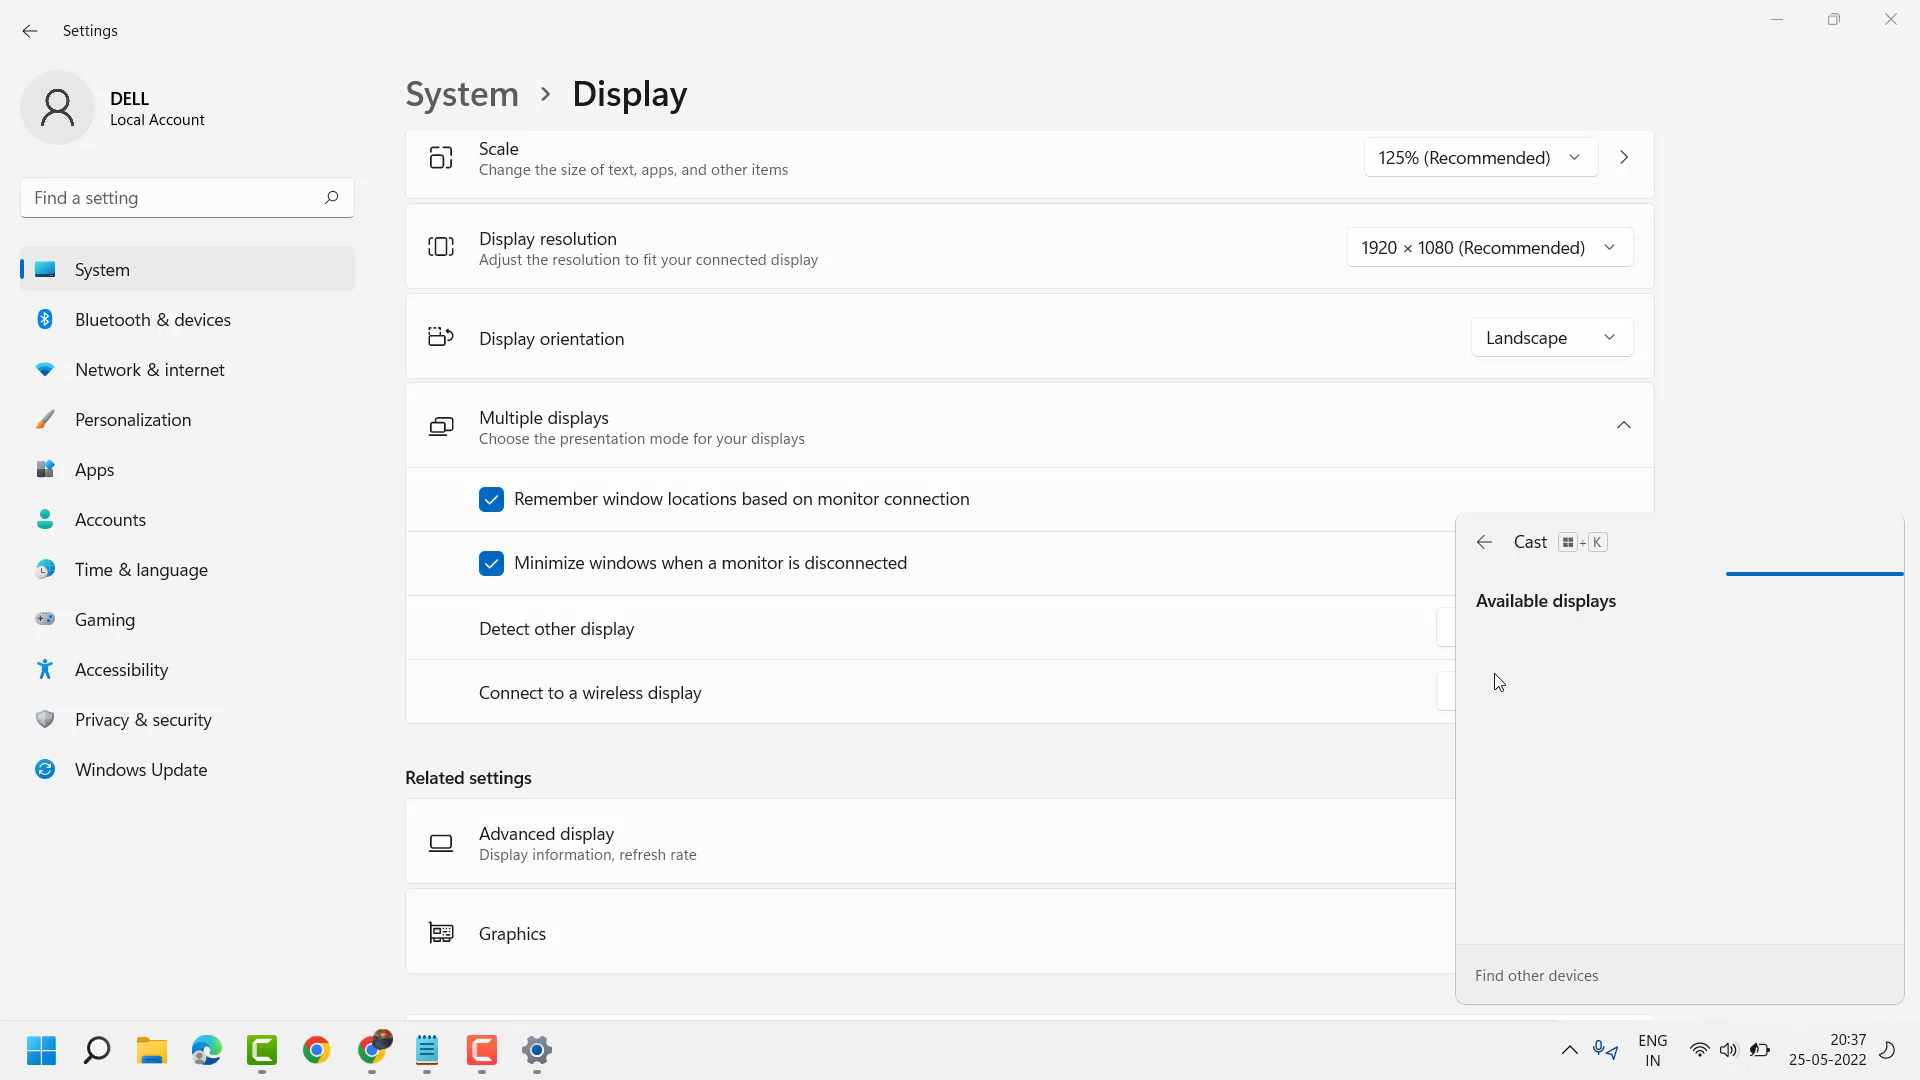 Settings
DELL
Local Account
Find a setting
System
Bluetooth & devices
Network & internet
Personalization
Apps
Accounts
Time & language
Gaming
Accessibility
Privacy & security
Windows Update
System > Display
Scale
Change the size of text, apps, and other items
125% (Recommended)
Display resolution
Adjust the resolution to fit your connected display
1920 × 1080 (Recommended)
Display orientation
Landscape
Multiple displays
Choose the presentation mode for your displays
Remember window locations based on monitor connection
Minimize windows when a monitor is disconnected
Detect other display
Connect to a wireless display
Related settings
Advanced display
Display information, refresh rate
Graphics
Cast + K
Available displays
Find other devices
ENG
IN
20:37
25-05-2022